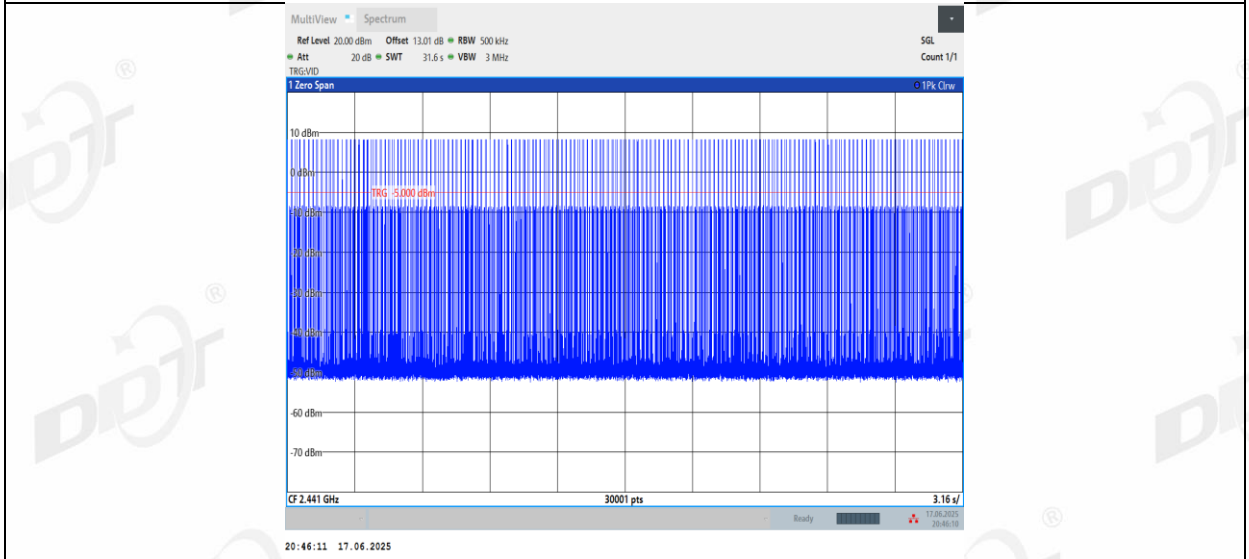 MultiView Spectrum
Ref Level 20.00 dBm Offset 13.01 dB RBW 500 kHz SGL
Att 20 dB SWT 31.6 s VBW 3 MHz Count 1/1
TRG:VID
1 Zero Span 1Pk Clrw
10 dBm
0 dBm
TRG -5.000 dBm
-10 dBm
-20 dBm
-30 dBm
-40 dBm
-50 dBm
-60 dBm
-70 dBm
CF 2.441 GHz 30001 pts 3.16 s/
Ready 17.06.2025
20:46:10
20:46:11 17.06.2025
DDT ®